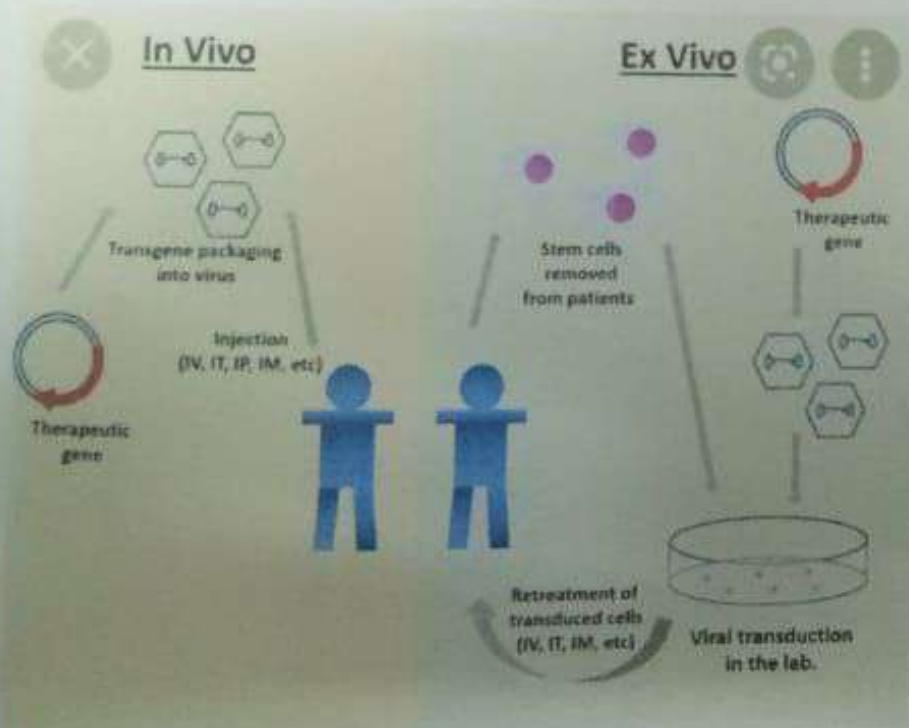 In Vivo
Transgene packaging
into virus
Injection
(IV, IT, IP, IM, etc)
Therapeutic
gene
Ex Vivo
Stem cells
removed
from patients
Therapeutic
gene
Retreatment of
transduced cells
(IV, IT, IM, etc)
Viral transduction
in the lab.